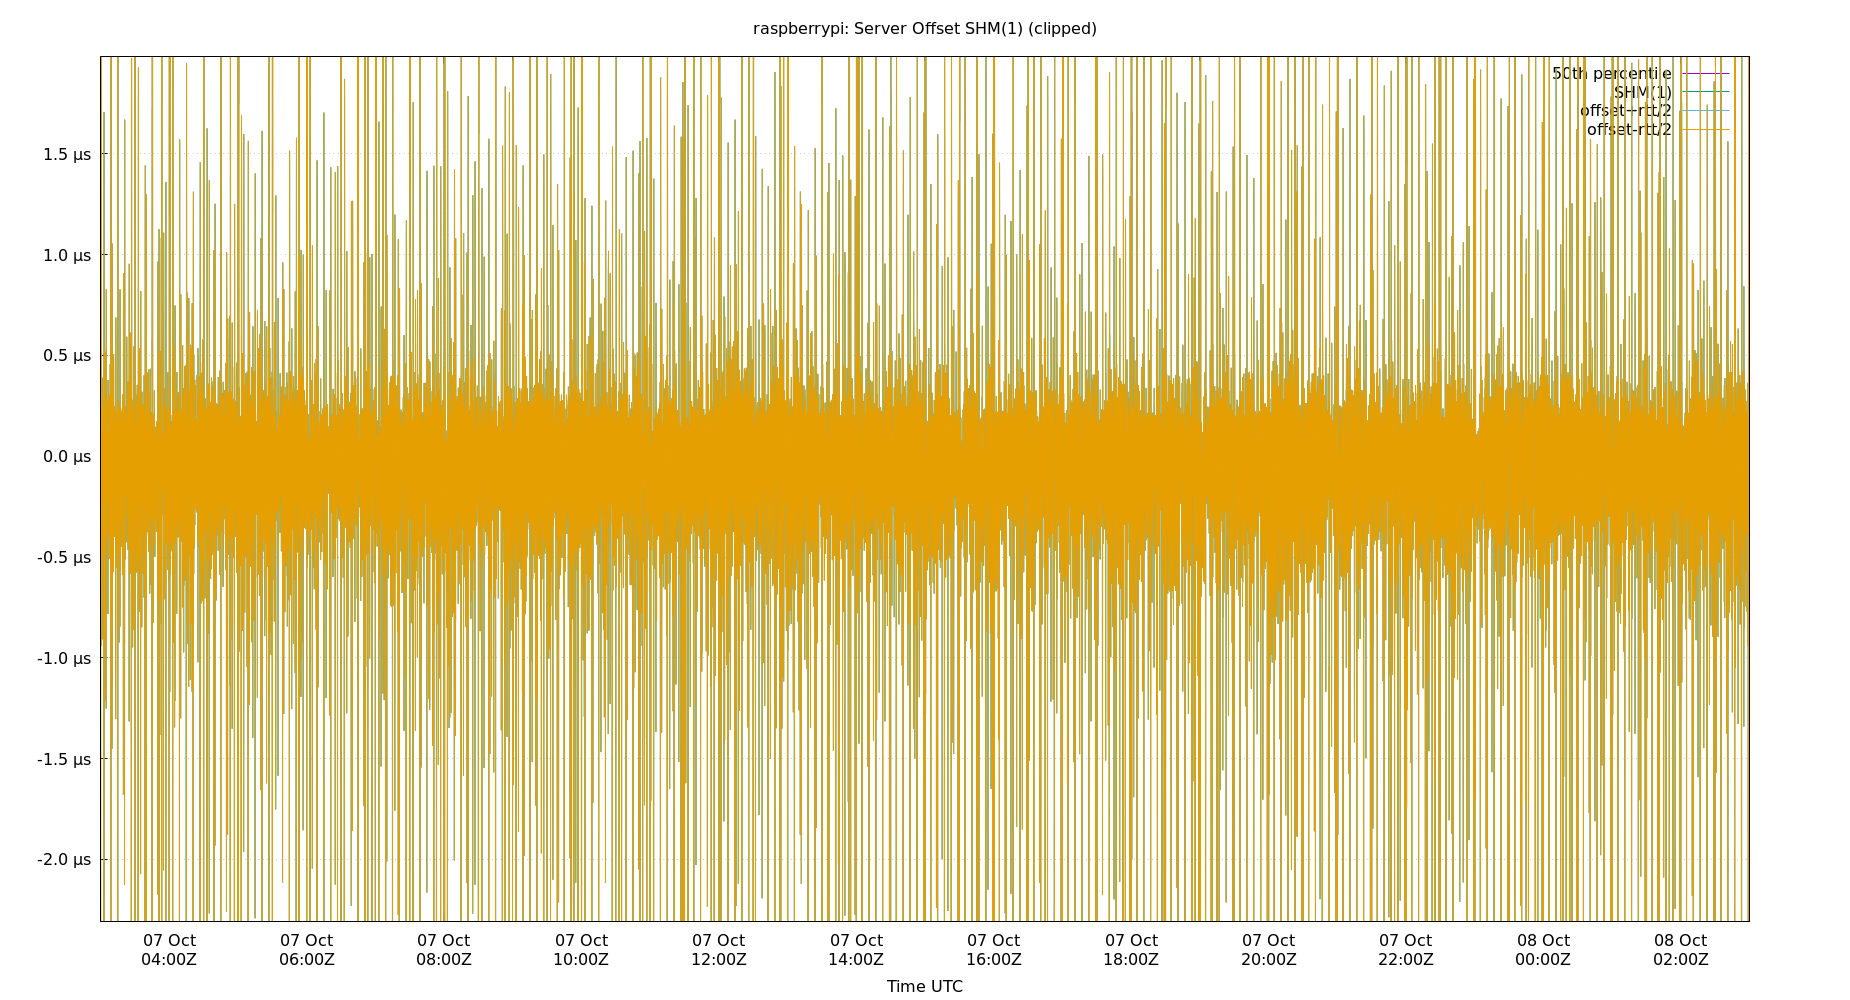 raspberrypi: Server Offset SHM(1) (clipped)
50th percentile
SHM(1)
offset+rtt/2
offset-rtt/2
1.5 µs
1.0 µs
0.5 µs
0.0 µs
-0.5 µs
-1.0 µs
-1.5 µs
-2.0 µs
07 Oct 07 Oct 07 Oct 07 Oct 07 Oct 07 Oct 07 Oct 07 Oct 07 Oct 07 Oct 08 Oct 08 Oct
04:00Z 06:00Z 08:00Z 10:00Z 12:00Z 14:00Z 16:00Z 18:00Z 20:00Z 22:00Z 00:00Z 02:00Z
Time UTC